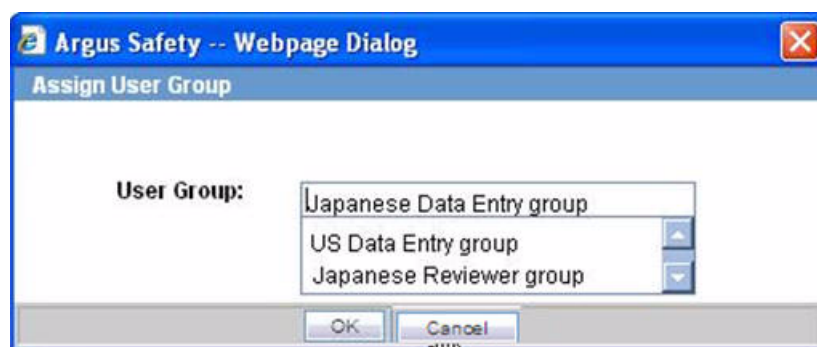 Argus Safety -- Webpage Dialog
Assign User Group
User Group:
Japanese Data Entry group
US Data Entry group
Japanese Reviewer group
OK
Cancel